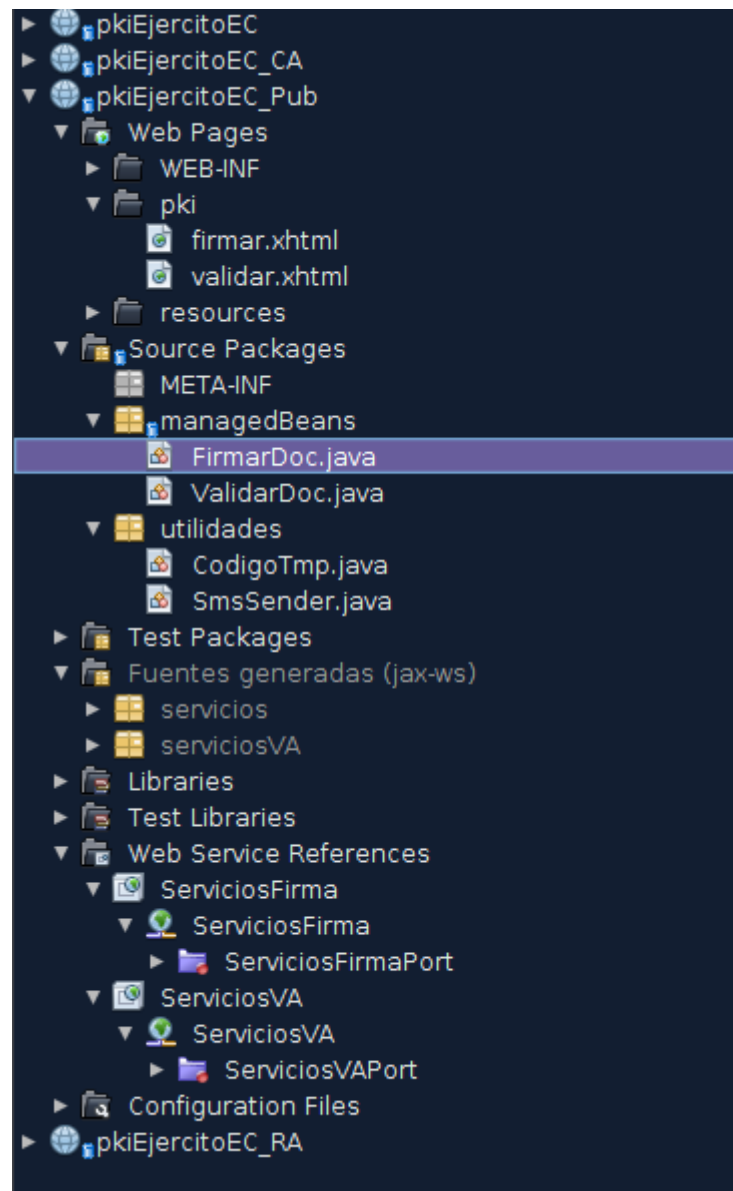 pkiEjercitoEC
pkiEjercitoEC_CA
pkiEjercitoEC_Pub
Web Pages
WEB-INF
pki
firmar.xhtml
validar.xhtml
resources
Source Packages
META-INF
managedBeans
FirmarDoc.java
ValidarDoc.java
utilidades
CodigoTmp.java
SmsSender.java
Test Packages
Fuentes generadas (jax-ws)
servicios
serviciosVA
Libraries
Test Libraries
Web Service References
ServiciosFirma
ServiciosFirma
ServiciosFirmaPort
ServiciosVA
ServiciosVA
ServiciosVAPort
Configuration Files
pkiEjercitoEC_RA